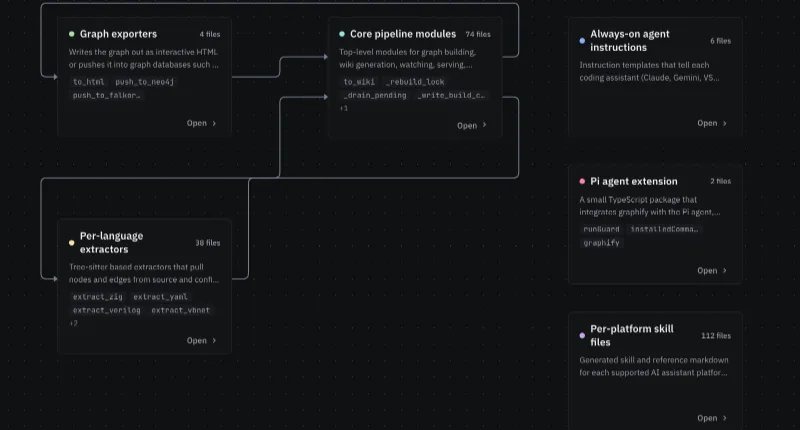 Graph exporters
4 files
Writes the graph out as interactive HTML
or pushes it into graph databases such ...
to_html push_to_neo4j
push_to_falkor…
Open >
Core pipeline modules
74 files
Top-level modules for graph building,
wiki generation, watching, serving,...
to_wiki _rebuild_lock
_drain_pending _write_build_c…
+1
Open >
Always-on agent
instructions
6 files
Instruction templates that tell each
coding assistant (Claude, Gemini, VS...
Open >
Pi agent extension
2 files
A small TypeScript package that
integrates graphify with the Pi agent,...
runGuard installedComma…
graphify
Open >
Per-language
extractors
38 files
Tree-sitter based extractors that pull
nodes and edges from source and confi...
extract_zig extract_yaml
extract_verilog extract_vbnet
+2
Open >
Per-platform skill
files
112 files
Generated skill and reference markdown
for each supported AI assistant platfor...
Open >